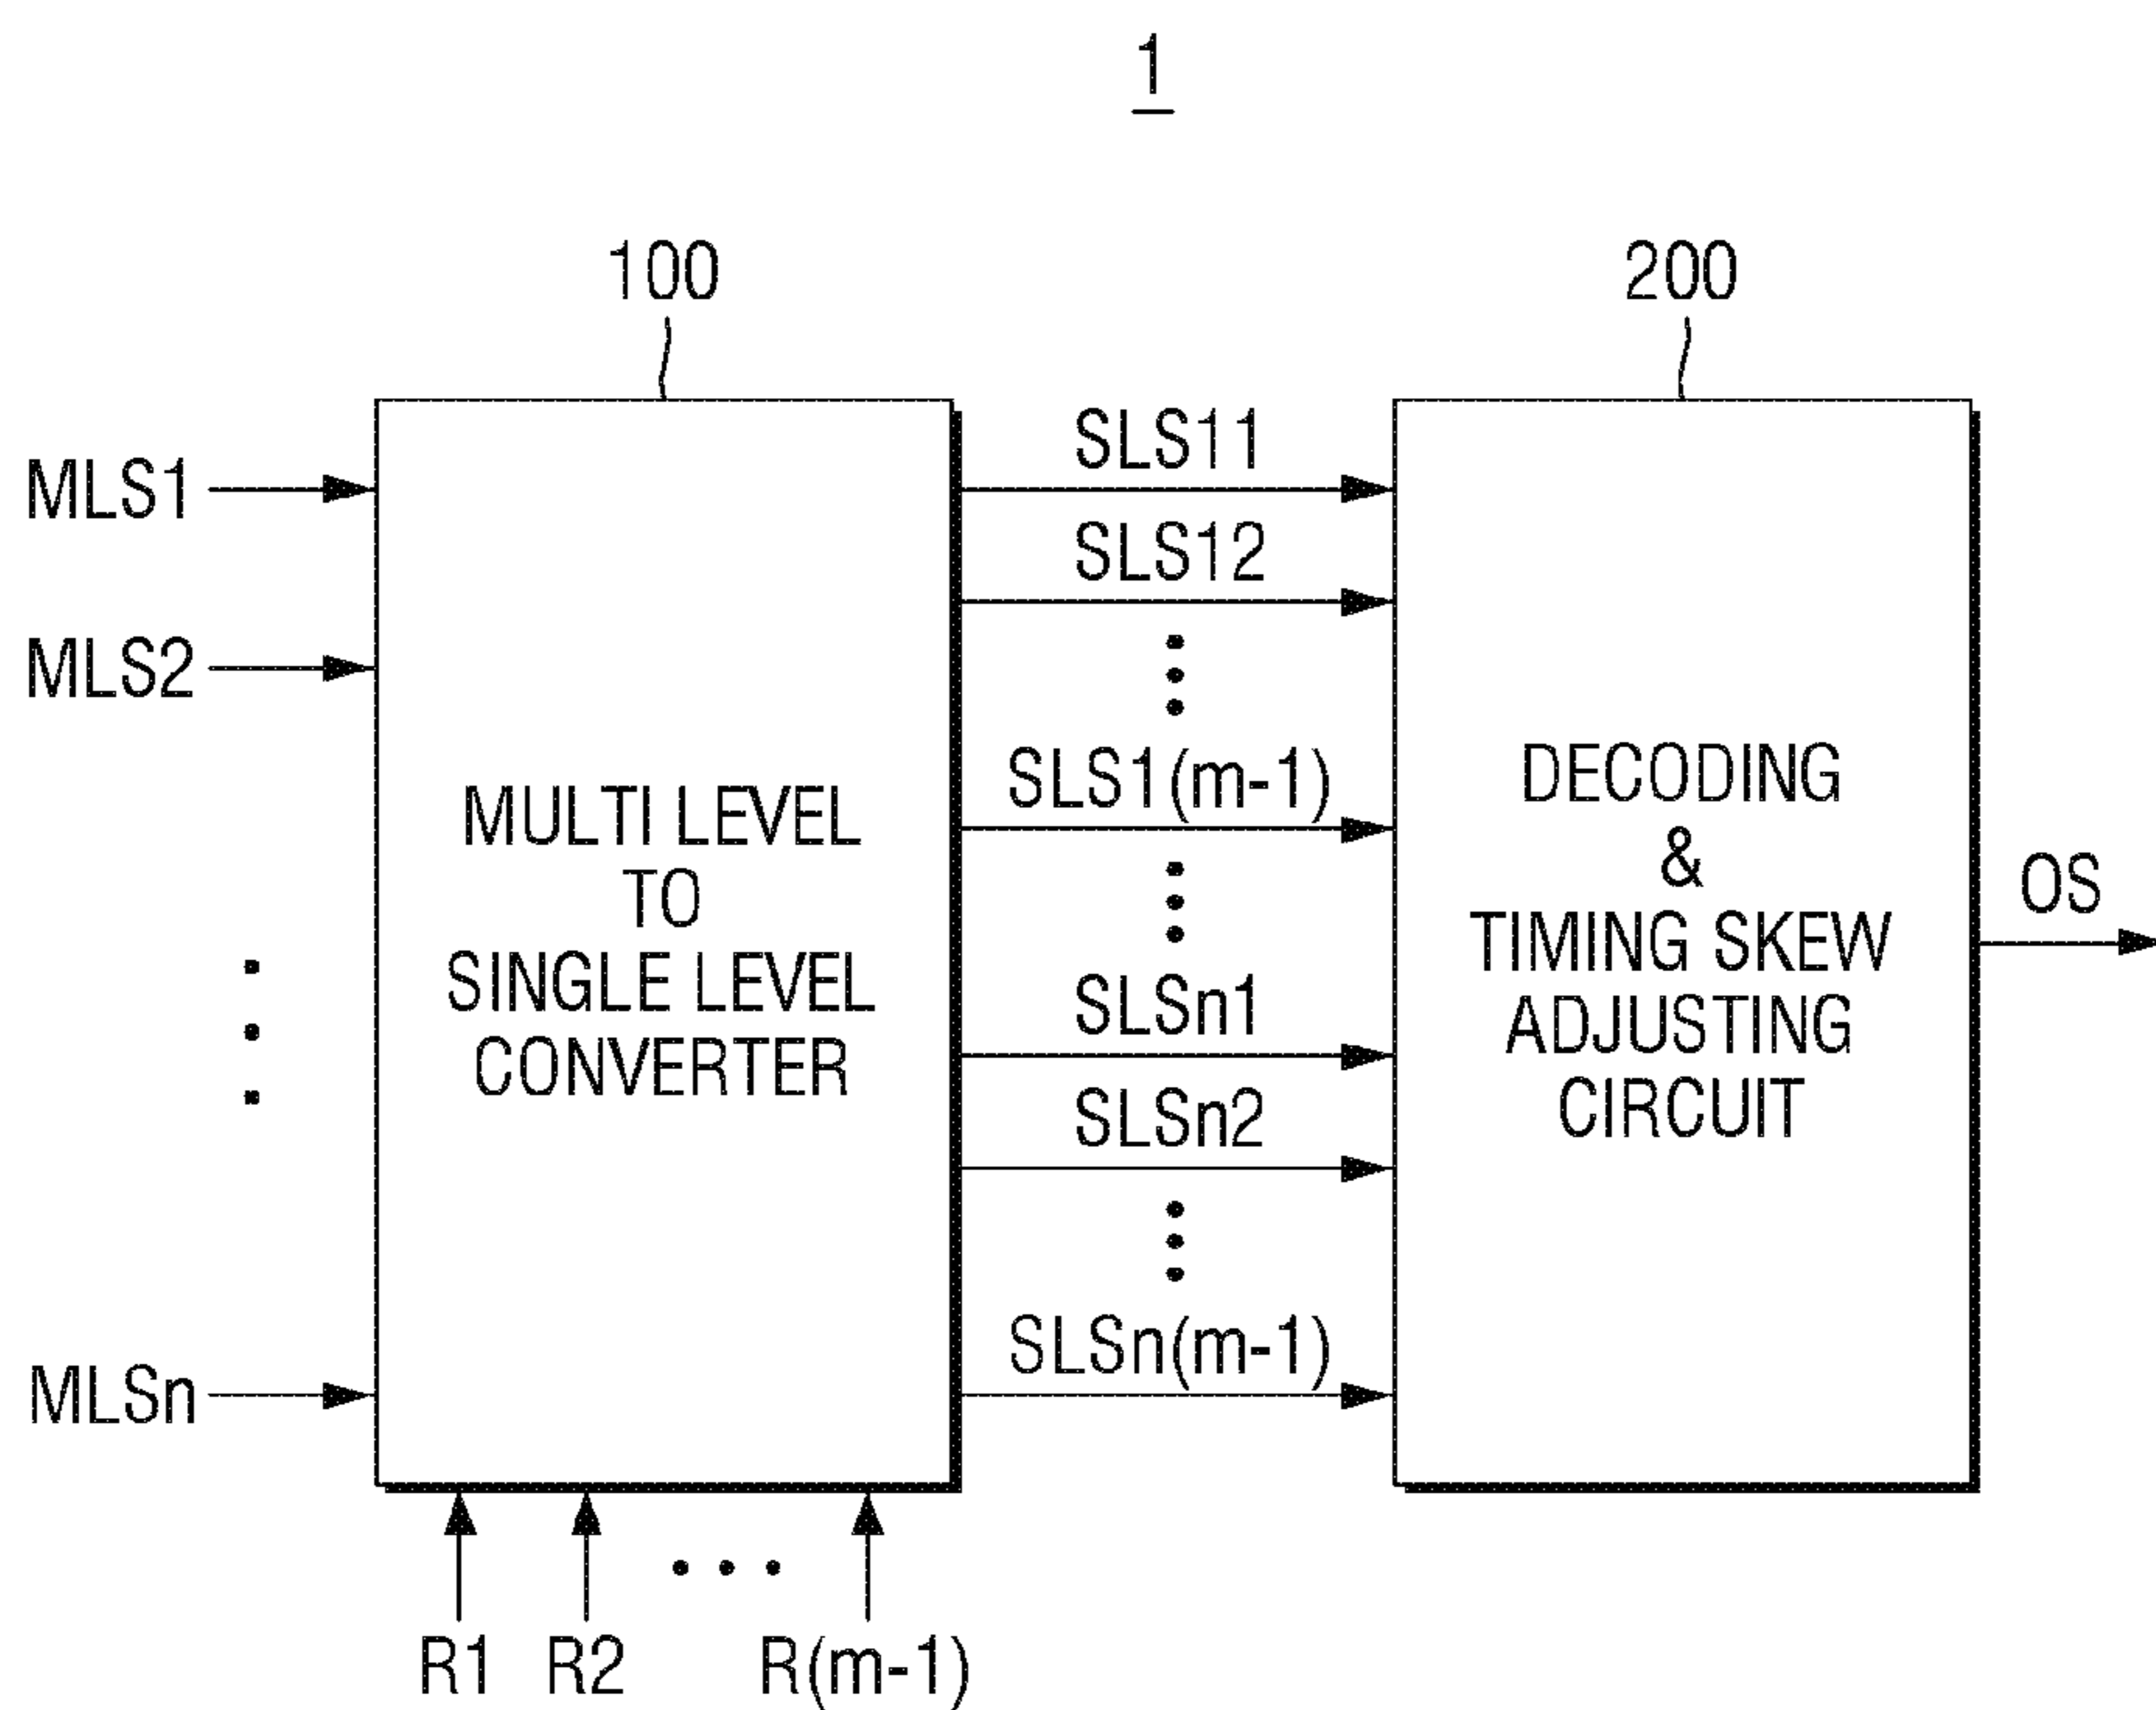 1
100
200
MLS1
MLS2
MLSn
MULTI LEVEL
TO
SINGLE LEVEL
CONVERTER
R1
R2
R(m-1)
SLS11
SLS12
SLS1(m-1)
SLSn1
SLSn2
SLSn(m-1)
DECODING
&
TIMING SKEW
ADJUSTING
CIRCUIT
OS